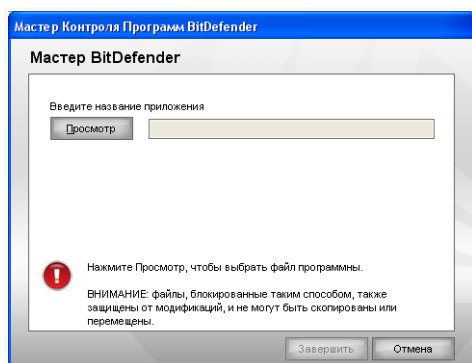 Мастер Контроля Программ BitDefender
Мастер BitDefender
Введите название приложения
Просмотр
Нажмите Просмотр, чтобы выбрать файл программны.
ВНИМАНИЕ: файлы, блокированные таким способом, также
защищены от модификаций, и не могут быть скопированы или
перемещены.
Завершить Отмена